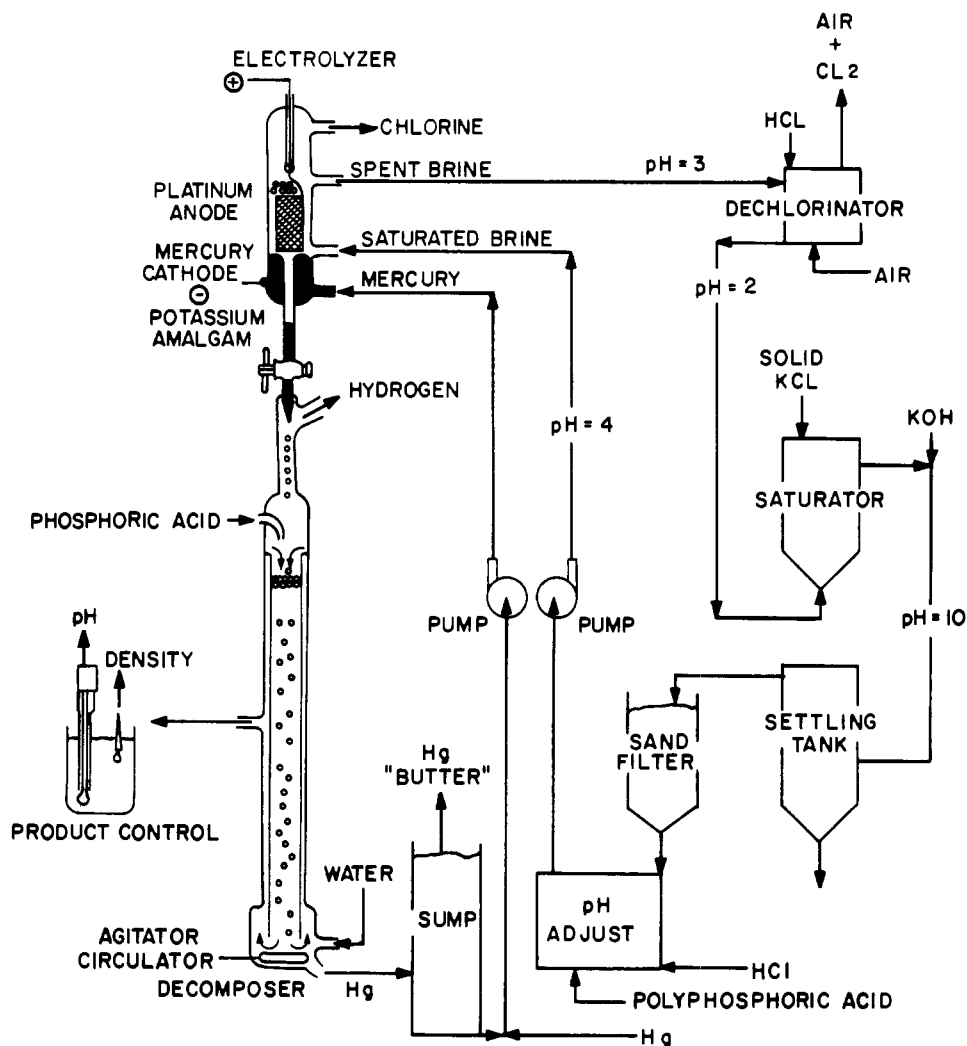 ELECTROLYZER
+
CHLORINE
SPENT BRINE
pH = 3
HCL
AIR
+
CL2
DECHLORINATOR
AIR
PLATINUM
ANODE
SATURATED BRINE
MERCURY
CATHODE
MERCURY
−
POTASSIUM
AMALGAM
pH = 2
HYDROGEN
pH = 4
SOLID
KCL
KOH
SATURATOR
PHOSPHORIC ACID
PUMP
PUMP
pH = 10
pH
DENSITY
PRODUCT CONTROL
SAND
FILTER
SETTLING
TANK
Hg
"BUTTER"
WATER
SUMP
pH
ADJUST
AGITATOR
CIRCULATOR
DECOMPOSER
Hg
HCl
POLYPHOSPHORIC ACID
Hg